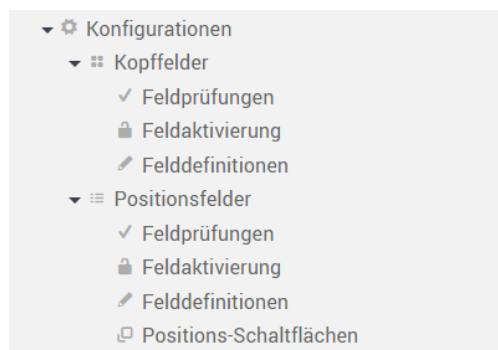 Konfigurationen
Kopffelder
Feldprüfungen
Feldaktivierung
Felddefinitionen
Positionsfelder
Feldprüfungen
Feldaktivierung
Felddefinitionen
Positions-Schaltflächen